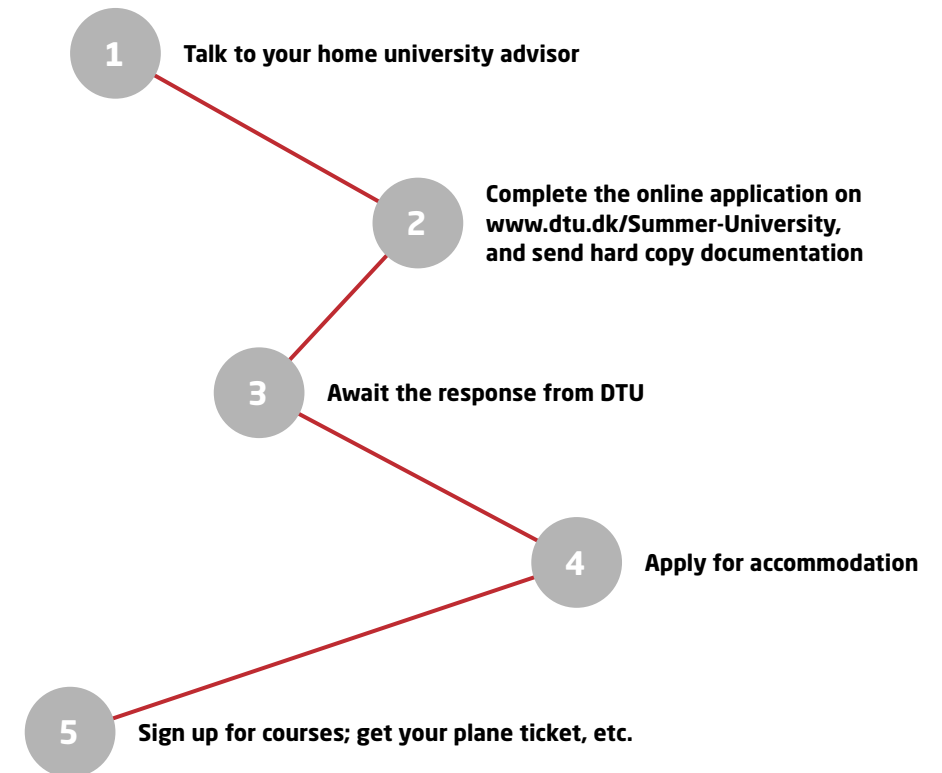 1
Talk to your home university advisor
2
Complete the online application on
www.dtu.dk/Summer-University,
and send hard copy documentation
3
Await the response from DTU
4
Apply for accommodation
5
Sign up for courses; get your plane ticket, etc.